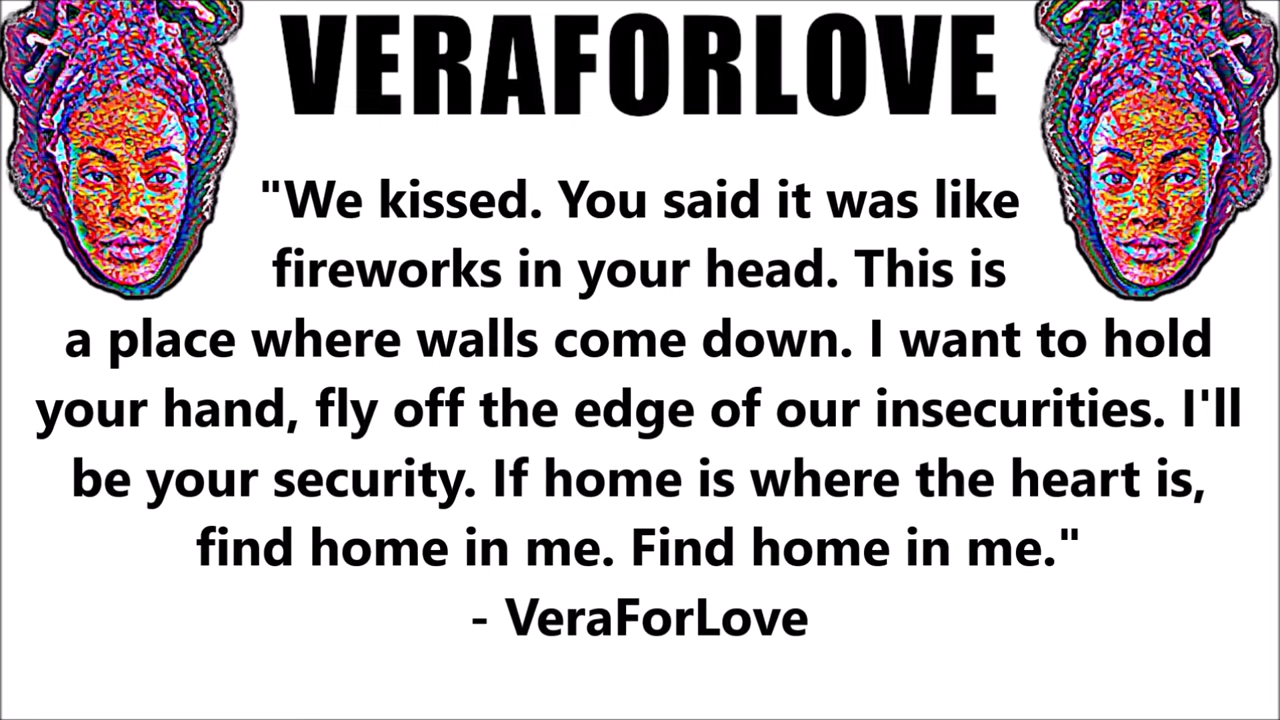 VERAFORLOVE
"We kissed. You said it was like
fireworks in your head. This is
a place where walls come down. I want to hold
your hand, fly off the edge of our insecurities. I'll
be your security. If home is where the heart is,
find home in me. Find home in me."
- VeraForLove